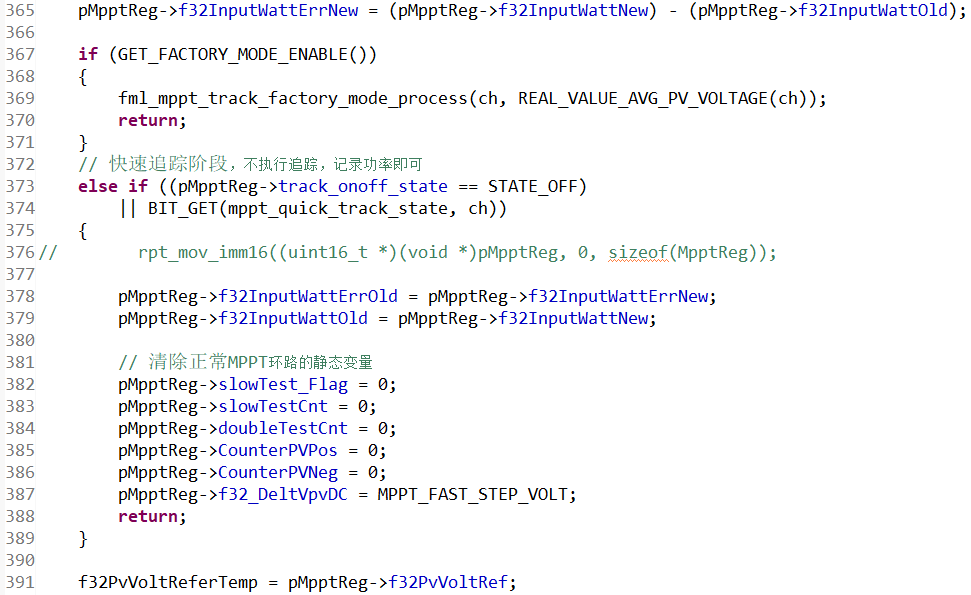 365 pMpptReg->f32InputWattErrNew = (pMpptReg->f32InputWattNew) - (pMpptReg->f32InputWattOld);
366
367 if (GET_FACTORY_MODE_ENABLE())
368 {
369 fml_mppt_track_factory_mode_process(ch, REAL_VALUE_AVG_PV_VOLTAGE(ch));
370 return;
371 }
372 // 快速追踪阶段，不执行追踪，记录功率即可
373 else if ((pMpptReg->track_onoff_state == STATE_OFF)
374 || BIT_GET(mppt_quick_track_state, ch))
375 {
376 // rpt_mov_imm16((uint16_t *)(void *)pMpptReg, 0, sizeof(MpptReg));
377
378 pMpptReg->f32InputWattErrOld = pMpptReg->f32InputWattErrNew;
379 pMpptReg->f32InputWattOld = pMpptReg->f32InputWattNew;
380
381 // 清除正常MPPT环路的静态变量
382 pMpptReg->slowTest_Flag = 0;
383 pMpptReg->slowTestCnt = 0;
384 pMpptReg->doubleTestCnt = 0;
385 pMpptReg->CounterPVPos = 0;
386 pMpptReg->CounterPVNeg = 0;
387 pMpptReg->f32_DeltVpvDC = MPPT_FAST_STEP_VOLT;
388 return;
389 }
390
391 f32PvVoltReferTemp = pMpptReg->f32PvVoltRef;